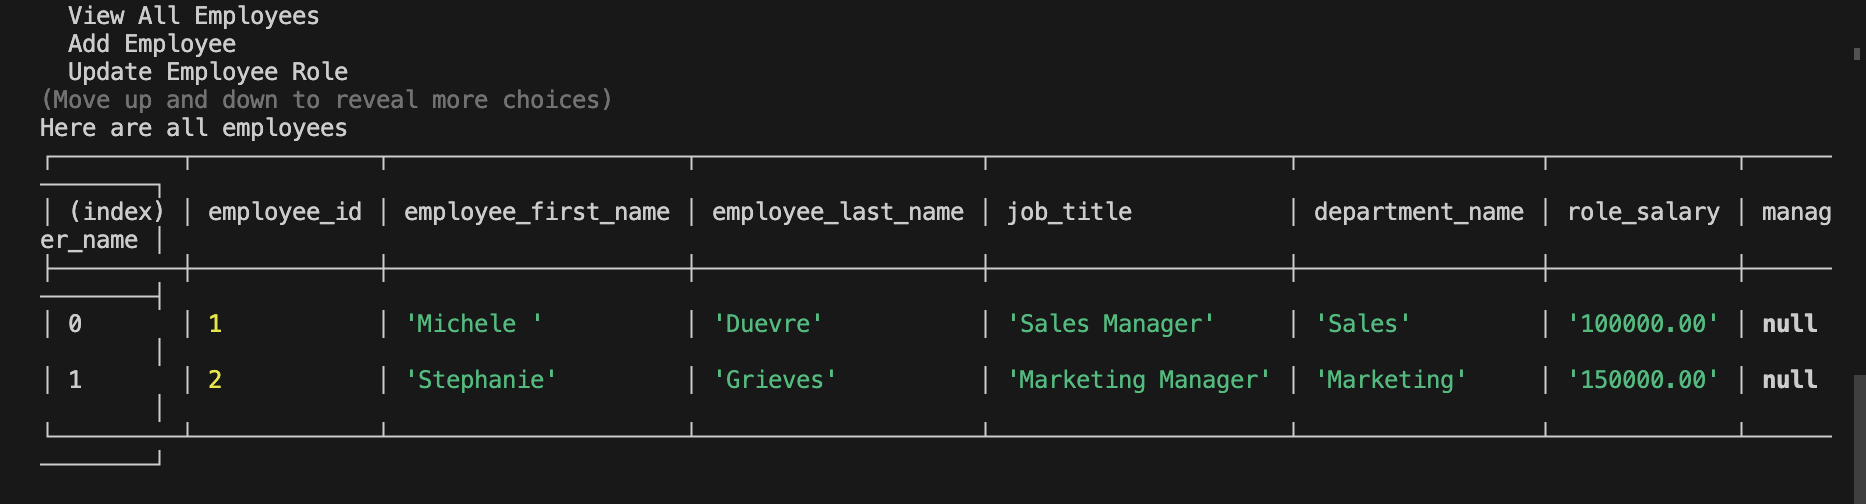 View All Employees
Add Employee
Update Employee Role
(Move up and down to reveal more choices)
Here are all employees
(index) employee_id employee_first_name employee_last_name job_title department_name role_salary manag
er_name
0 1 'Michele ' 'Duevre' 'Sales Manager' 'Sales' '100000.00' null
1 2 'Stephanie' 'Grieves' 'Marketing Manager' 'Marketing' '150000.00' null